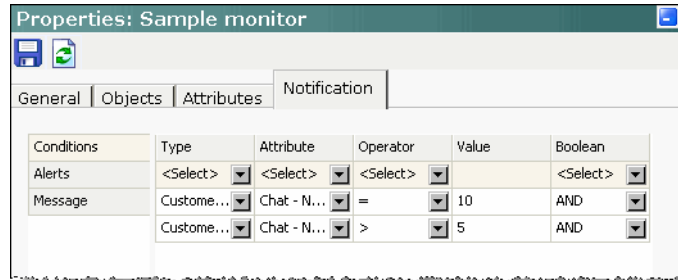 Properties: Sample monitor
General Objects Attributes Notification
Conditions Type Attribute Operator Value Boolean
Alerts <Select> <Select> <Select> <Select>
Message Custome... Chat - N... = 10 AND
Custome... Chat - N... > 5 AND